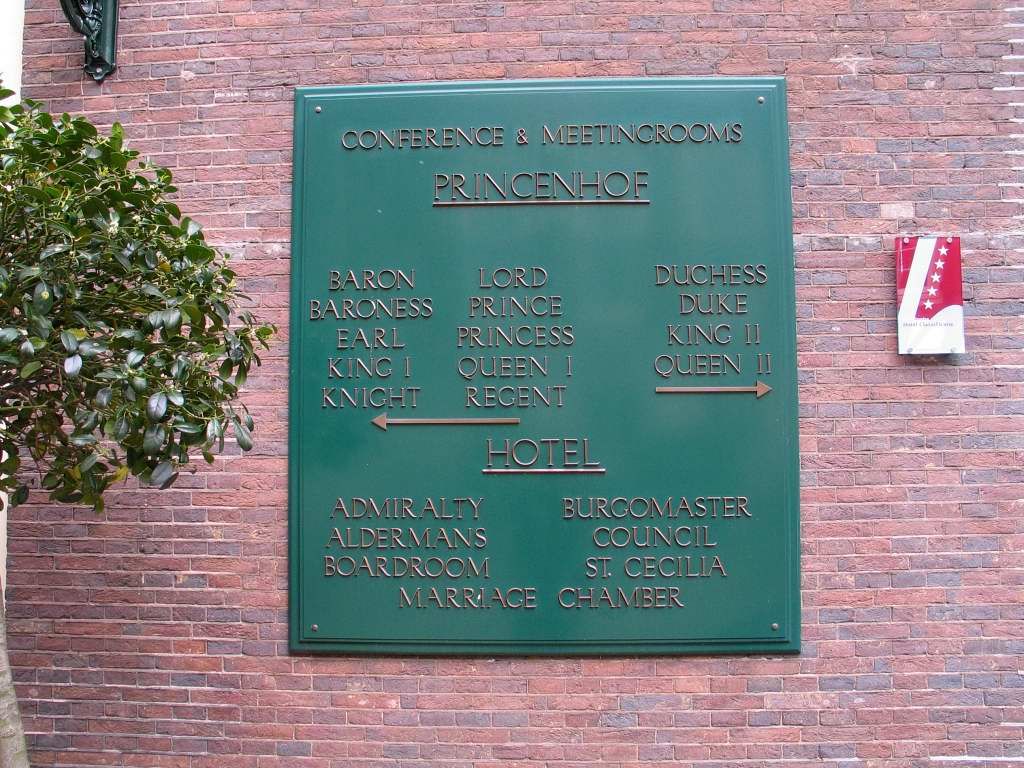 CONFERENCE & MEETINGROOMS
PRINCENHOF
BARON
BARONESS
EARL
KING I
KNIGHT
LORD
PRINCE
PRINCESS
QUEEN I
REGENT
DUCHESS
DUKE
KING II
QUEEN II
HOTEL
ADMIRALTY
ALDERMANS
BOARDROOM
BURGOMASTER
COUNCIL
ST. CECILIA
MARRIAGE CHAMBER